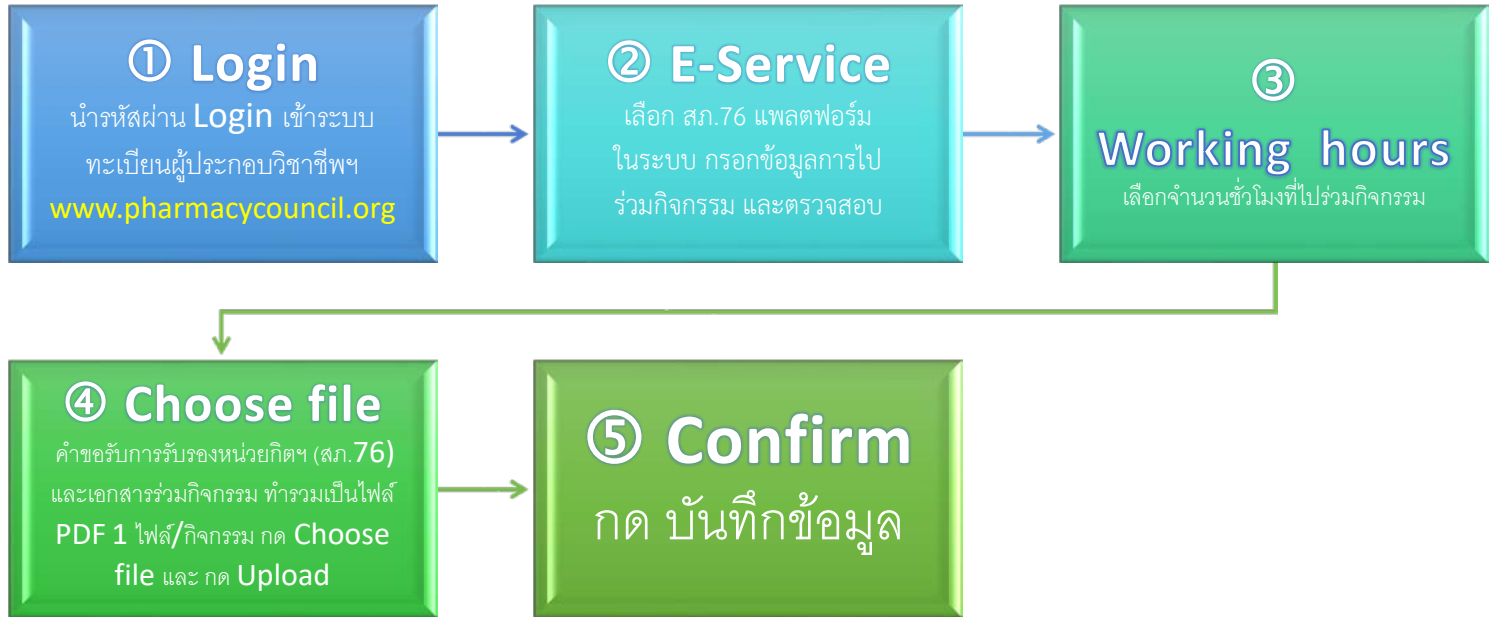 ① Login
นำรหัสผ่าน Login เข้าระบบ
ทะเบียนผู้ประกอบวิชาชีพฯ
www.pharmacycouncil.org
② E-Service
เลือก สภ.76 แพลตฟอร์ม
ในระบบ กรอกข้อมูลการไป
ร่วมกิจกรรม และตรวจสอบ
③
Working hours
เลือกจำนวนชั่วโมงที่ไปร่วมกิจกรรม
④ Choose file
คำขอรับการรับรองหน่วยกิตฯ (สภ.76)
และเอกสารร่วมกิจกรรม ทำรวมเป็นไฟล์
PDF 1 ไฟล์/กิจกรรม กด Choose
file และ กด Upload
⑤ Confirm
กด บันทึกข้อมูล